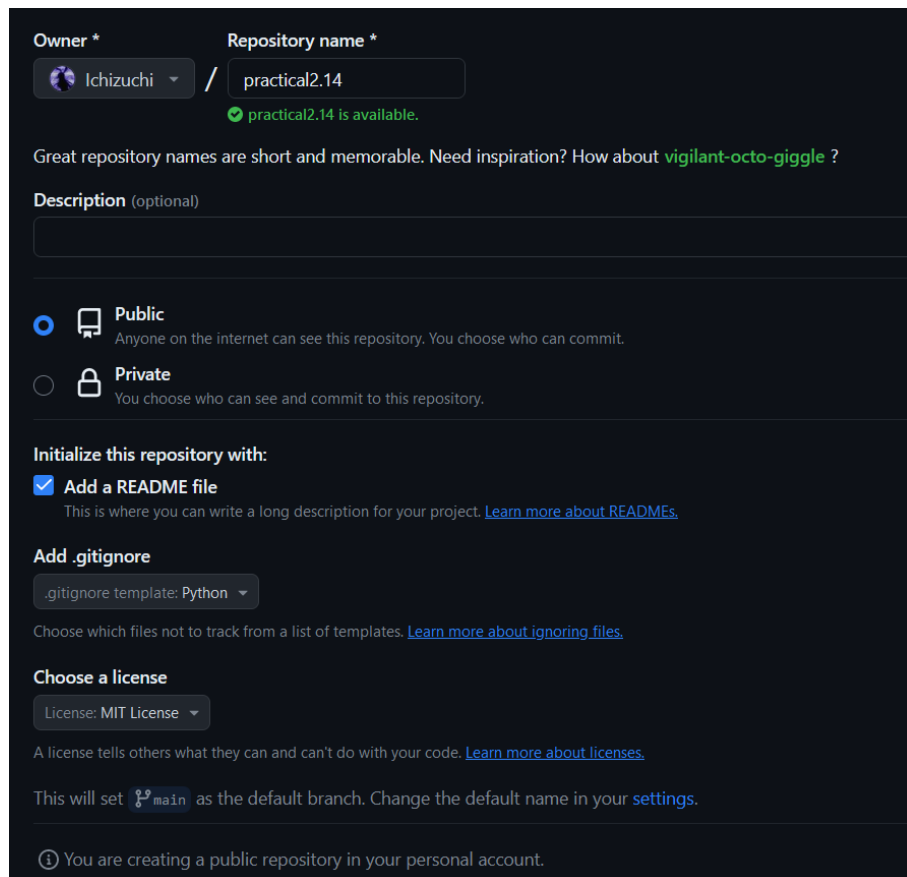 Owner * Repository name *
Ichizuchi / practical2.14
practical2.14 is available.
Great repository names are short and memorable. Need inspiration? How about vigilant-octo-giggle ?
Description (optional)
Public
Anyone on the internet can see this repository. You choose who can commit.
Private
You choose who can see and commit to this repository.
Initialize this repository with:
Add a README file
This is where you can write a long description for your project. Learn more about READMEs.
Add .gitignore
.gitignore template: Python
Choose which files not to track from a list of templates. Learn more about ignoring files.
Choose a license
License: MIT License
A license tells others what they can and can't do with your code. Learn more about licenses.
This will set main as the default branch. Change the default name in your settings.
You are creating a public repository in your personal account.